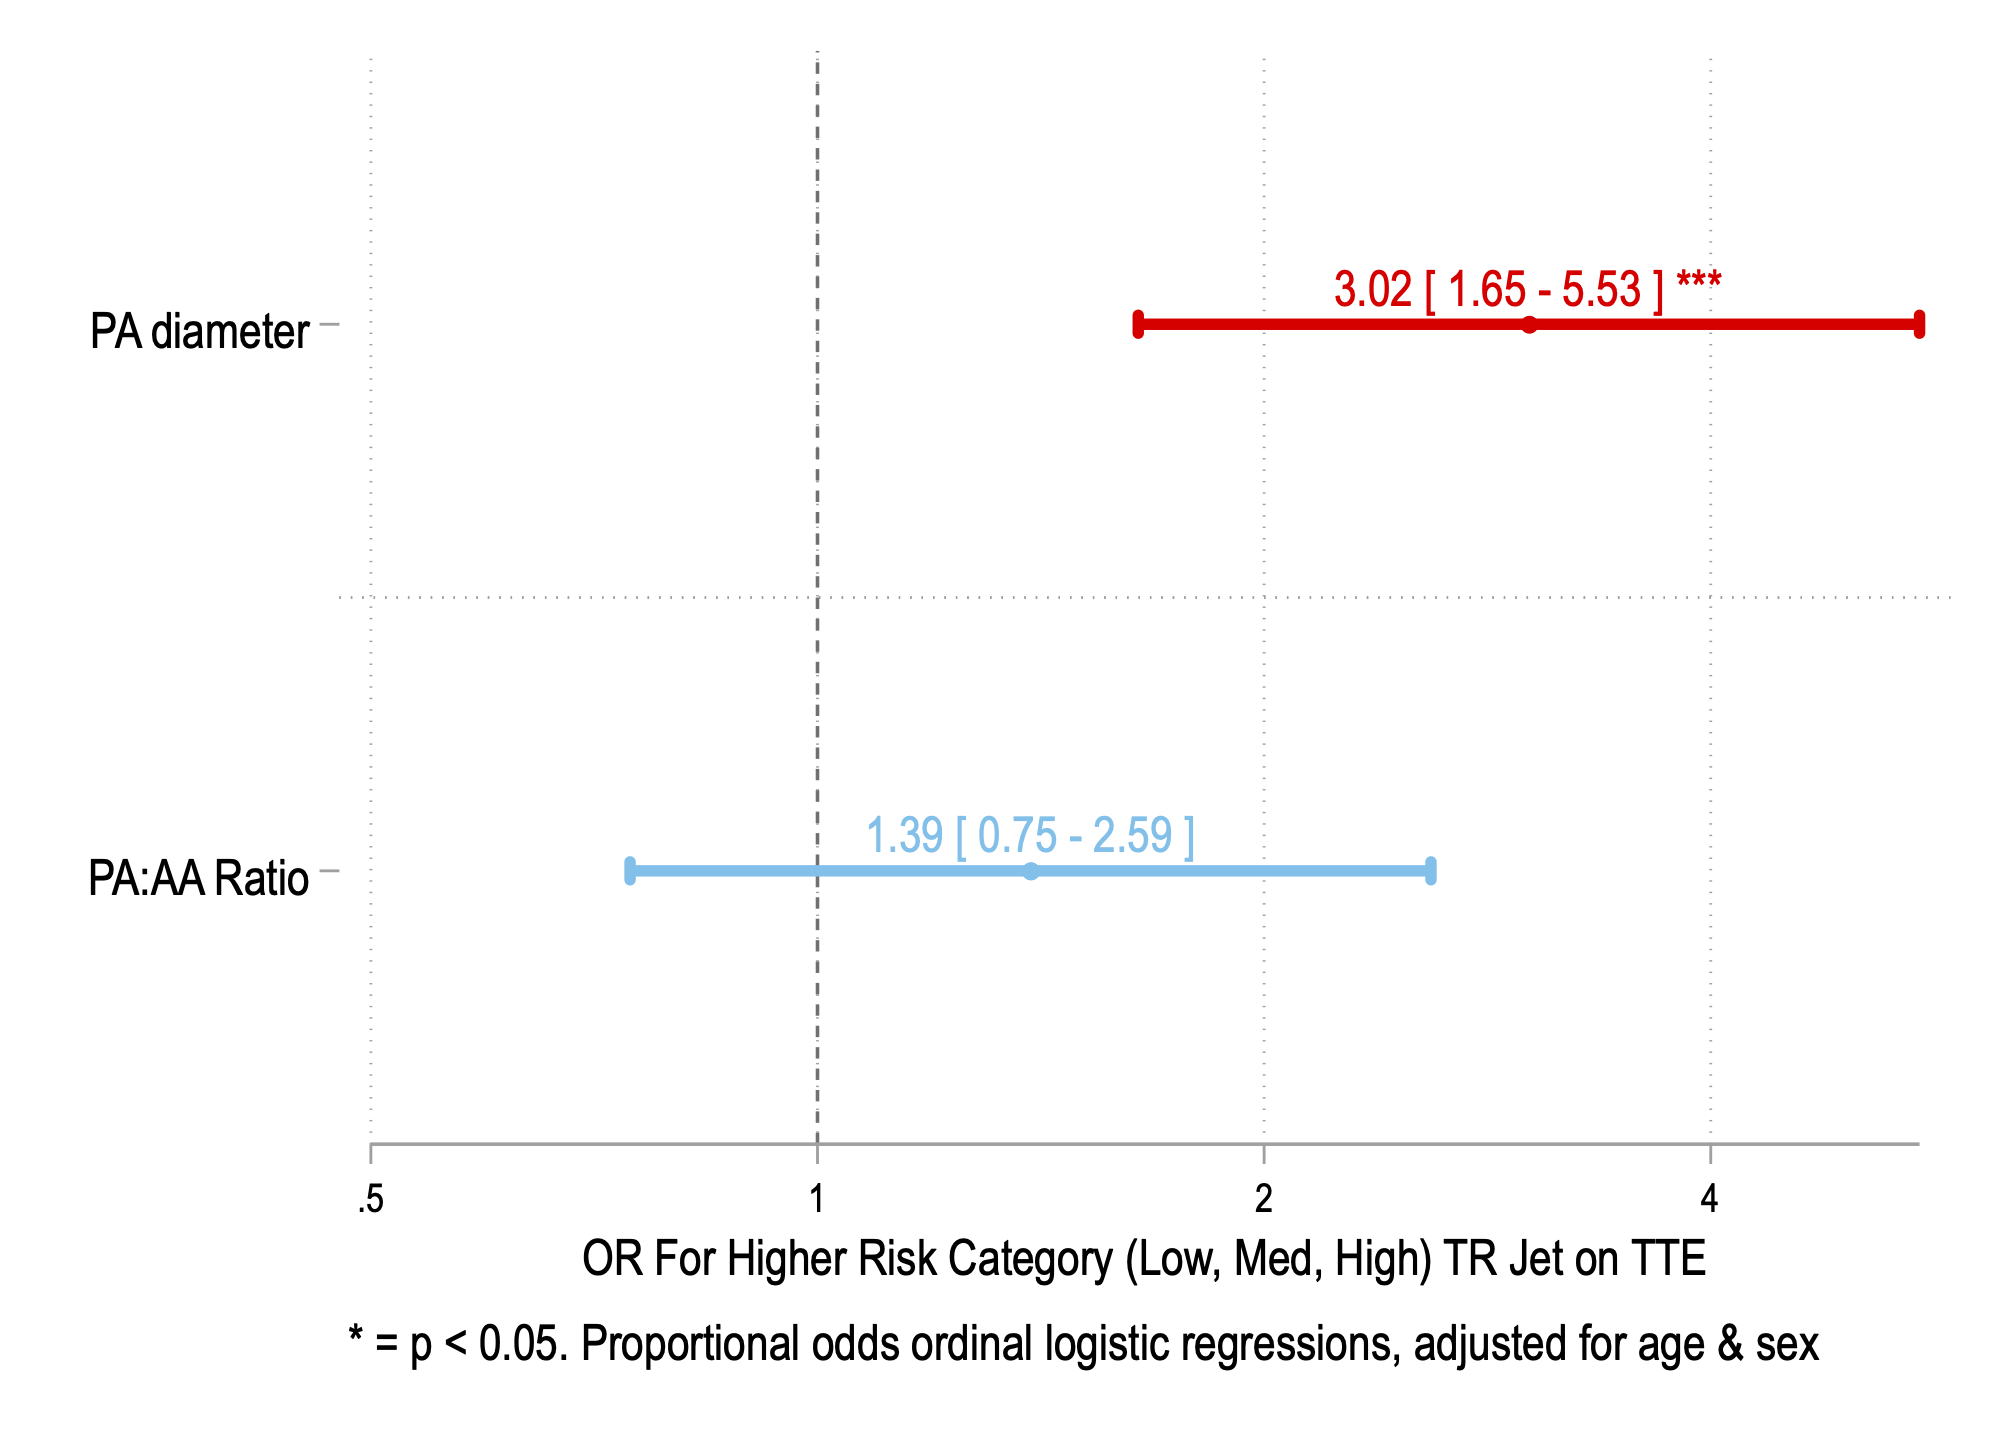 3.02 [ 1.65 - 5.53 ] ***
PA diameter
1.39 [ 0.75 - 2.59 ]
PA:AA Ratio
.5 1 2 4
OR For Higher Risk Category (Low, Med, High) TR Jet on TTE
* = p < 0.05. Proportional odds ordinal logistic regressions, adjusted for age & sex